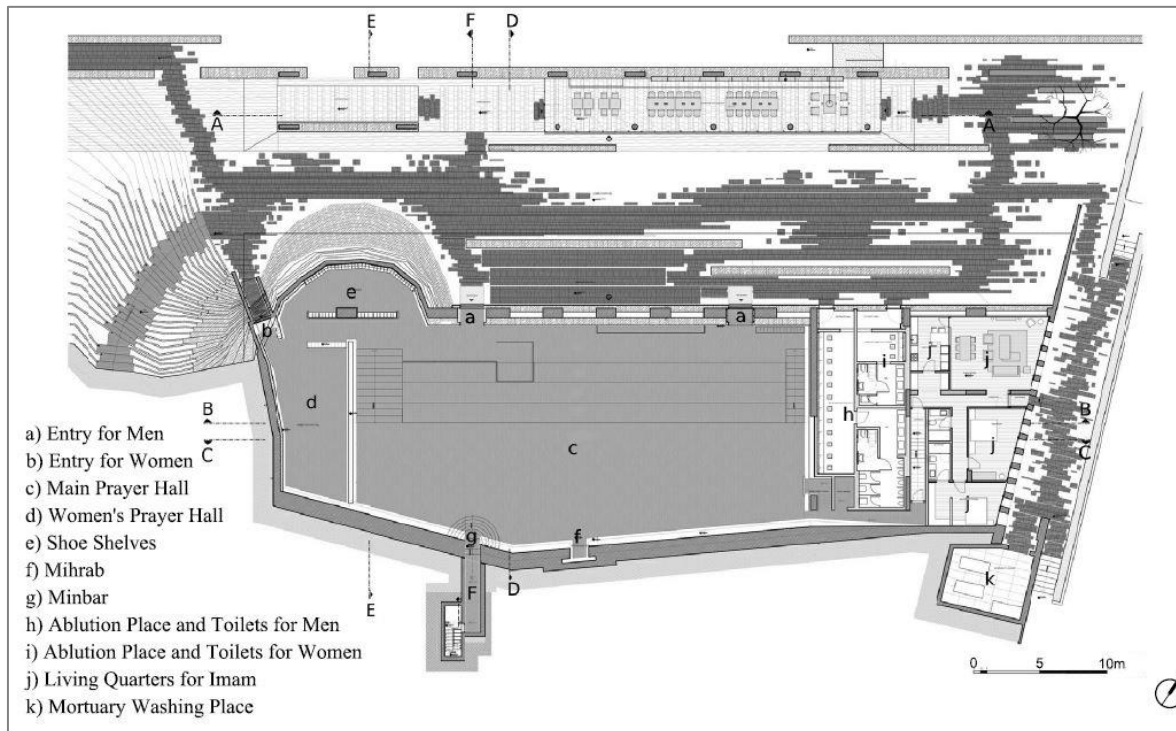 E F D
A A
e
b a a
i j j
h
d
B B
C C
c
j
j
g f
F
k
E D
a) Entry for Men
b) Entry for Women
c) Main Prayer Hall
d) Women's Prayer Hall
e) Shoe Shelves
f) Mihrab
g) Minbar
h) Ablution Place and Toilets for Men
i) Ablution Place and Toilets for Women
j) Living Quarters for Imam
k) Mortuary Washing Place
0 5 10m